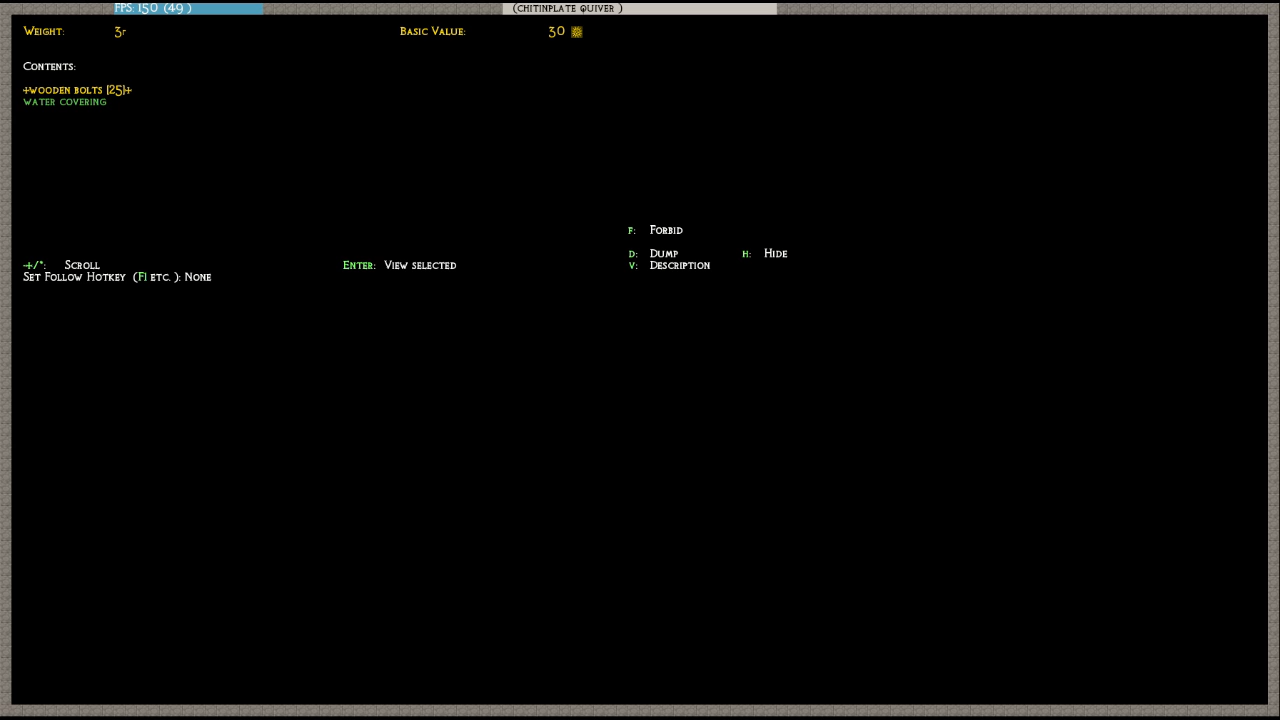 FPS: 150 (49) (CHITINPLATE QUIVER )
WEIGHT: 3Γ BASIC VALUE: 30 ☼
CONTENTS:
+WOODEN BOLTS [25]+
WATER COVERING
F: FORBID
D: DUMP H: HIDE
-+/*: SCROLL ENTER: VIEW SELECTED V: DESCRIPTION
SET FOLLOW HOTKEY (F1 ETC. ): NONE